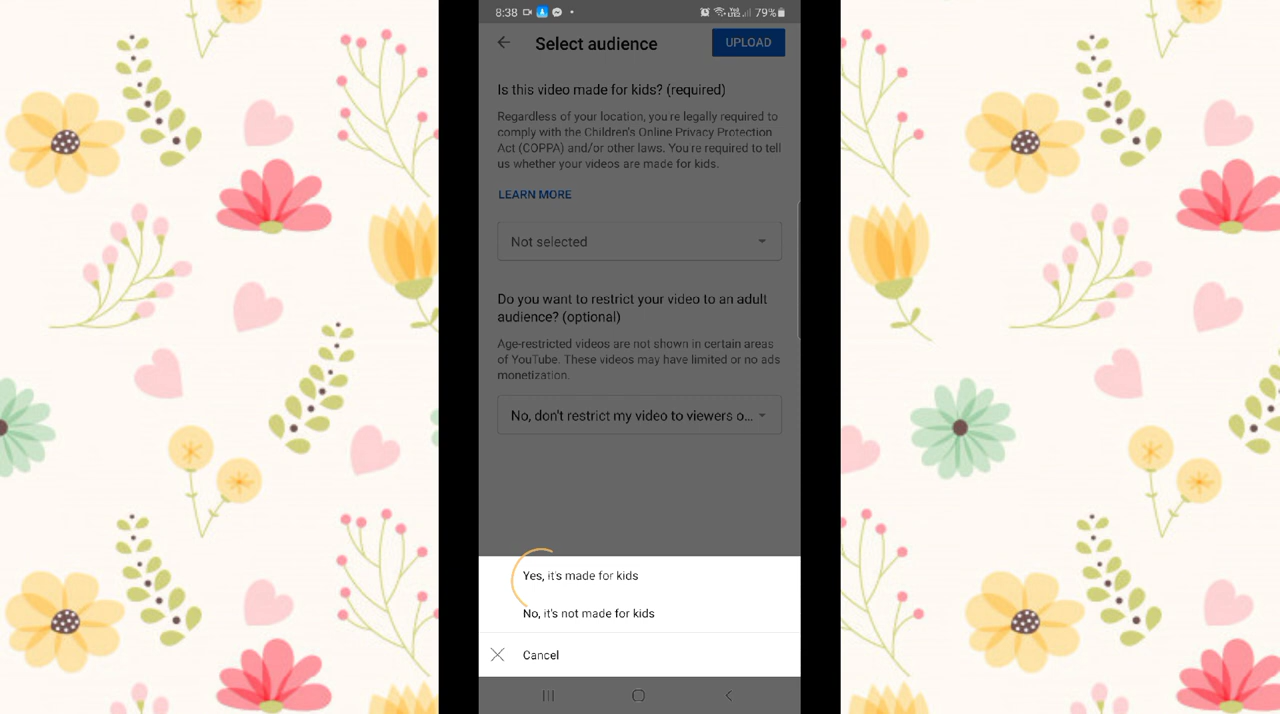 8:38
79%
Select audience
UPLOAD
Is this video made for kids? (required)
Regardless of your location, you're legally required to
comply with the Children's Online Privacy Protection
Act (COPPA) and/or other laws. You're required to tell
us whether your videos are made for kids.
LEARN MORE
Not selected
Do you want to restrict your video to an adult
audience? (optional)
Age-restricted videos are not shown in certain areas
of YouTube. These videos may have limited or no ads
monetization.
No, don't restrict my video to viewers o...
Yes, it's made for kids
No, it's not made for kids
Cancel